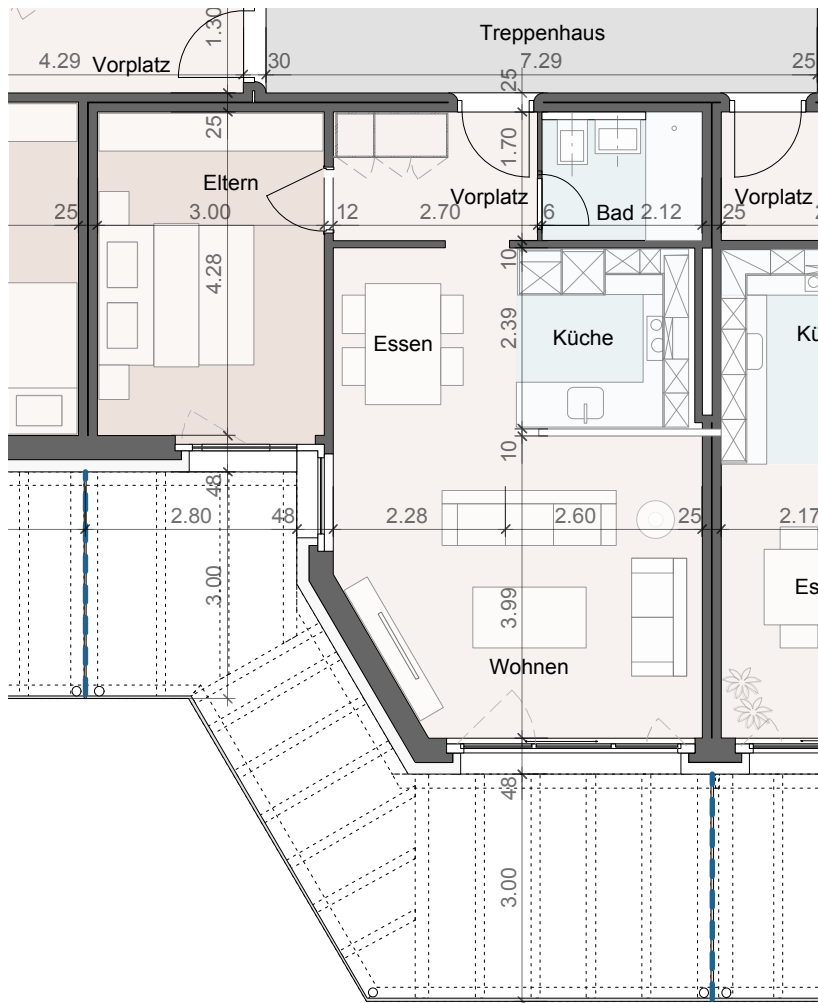 Treppenhaus
1.30
4.29
Vorplatz
30
7.29
25
25
25
1.70
Eltern
Vorplatz
Vorplatz
Bad
25
3.00
12
2.70
6
2.12
25
4.28
10
2.39
Essen
Küche
Kü
10
48
2.80
48
2.28
2.60
25
2.17
3.00
3.99
Es
Wohnen
48
3.00